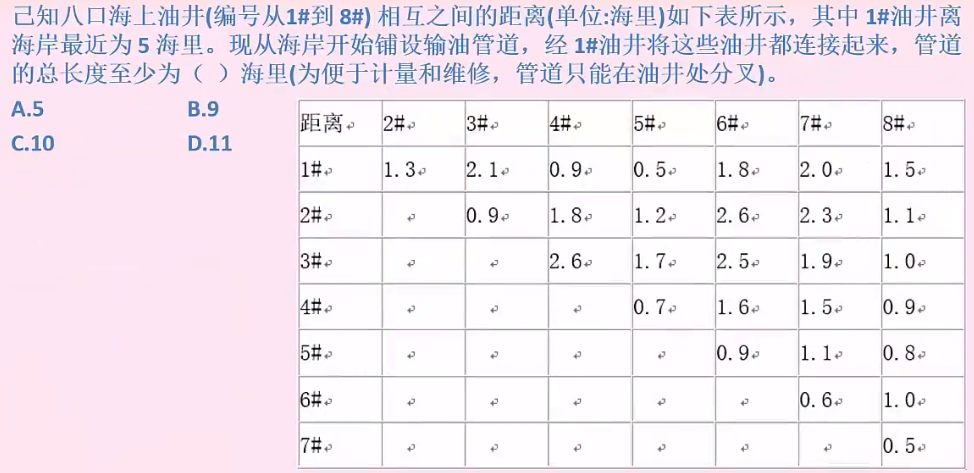 己知八口海上油井(编号从1#到 8#) 相互之间的距离(单位:海里)如下表所示，其中 1#油井离
海岸最近为 5 海里。现从海岸开始铺设输油管道，经 1#油井将这些油井都连接起来，管道
的总长度至少为（ ）海里(为便于计量和维修，管道只能在油井处分叉)。
A.5 B.9
C.10 D.11
距离 2# 3# 4# 5# 6# 7# 8#
1# 1.3 2.1 0.9 0.5 1.8 2.0 1.5
2# 0.9 1.8 1.2 2.6 2.3 1.1
3# 2.6 1.7 2.5 1.9 1.0
4# 0.7 1.6 1.5 0.9
5# 0.9 1.1 0.8
6# 0.6 1.0
7# 0.5